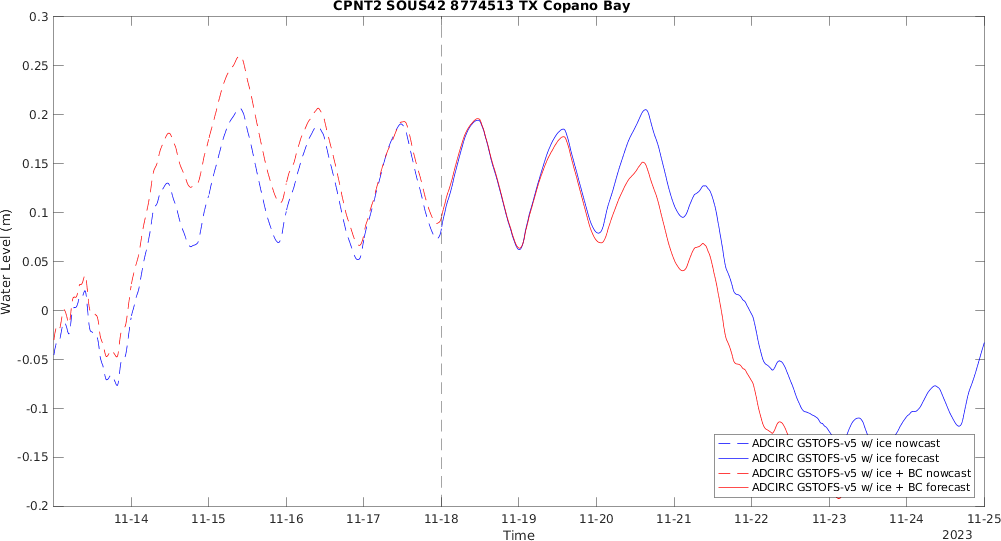 CPNT2 SOUS42 8774513 TX Copano Bay
0.3
0.25
0.2
0.15
0.1
0.05
0
-0.05
-0.1
-0.15
-0.2
Water Level (m)
ADCIRC GSTOFS-v5 w/ ice nowcast
ADCIRC GSTOFS-v5 w/ ice forecast
ADCIRC GSTOFS-v5 w/ ice + BC nowcast
ADCIRC GSTOFS-v5 w/ ice + BC forecast
11-14 11-15 11-16 11-17 11-18 11-19 11-20 11-21 11-22 11-23 11-24 11-25
Time
2023